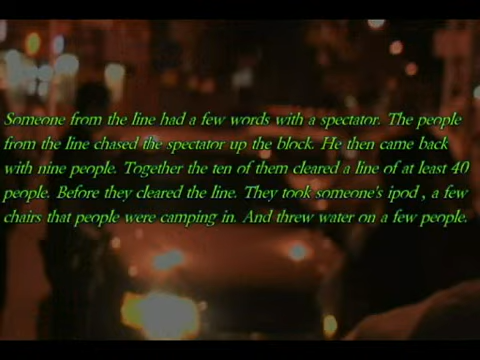 Someone from the line had a few words with a spectator. The people
from the line chased the spectator up the block. He then came back
with nine people. Together the ten of them cleared a line of at least 40
people. Before they cleared the line. They took someone's ipod , a few
chairs that people were camping in. And threw water on a few people.